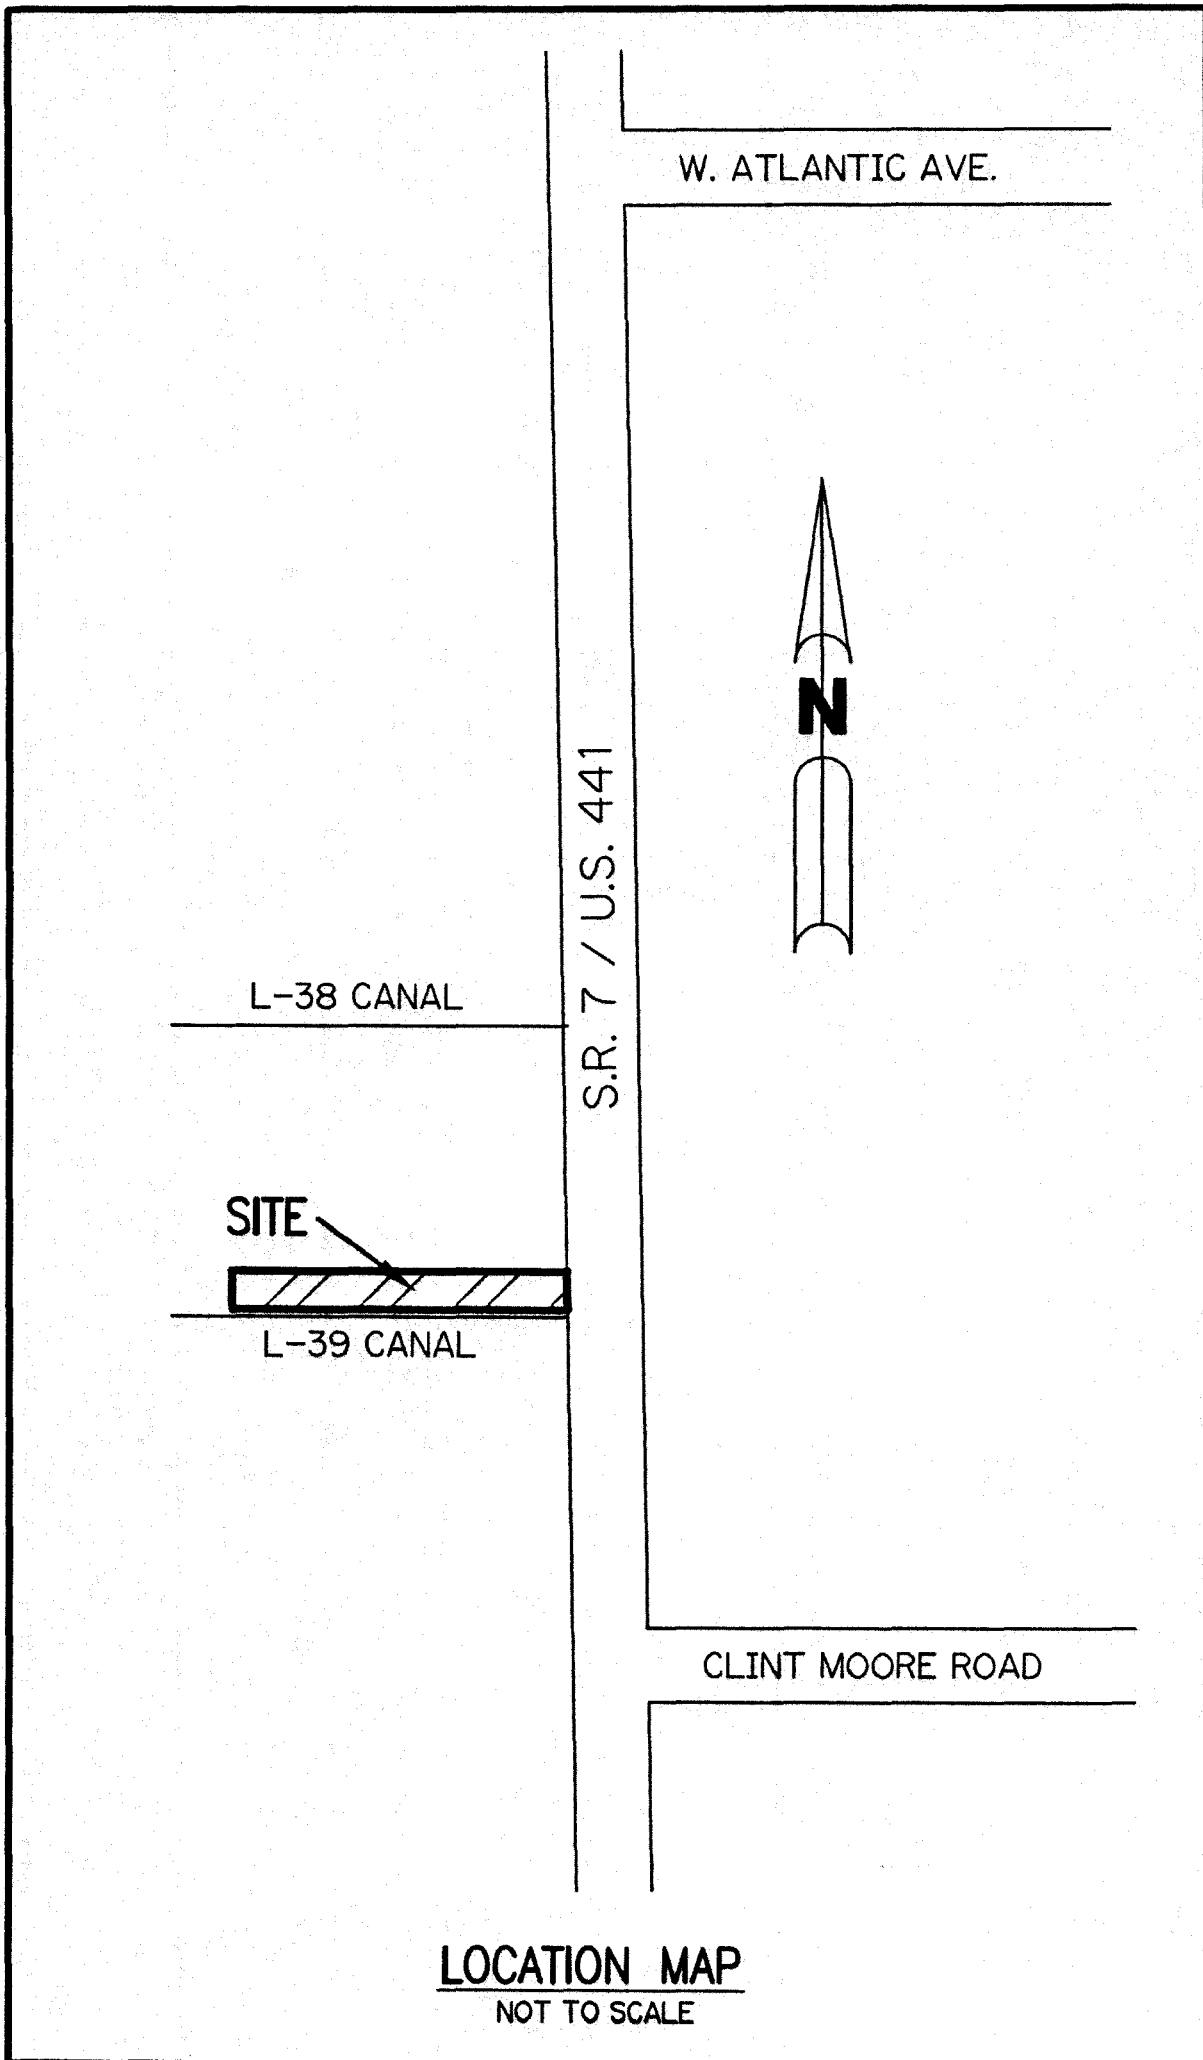 W. ATLANTIC AVE.
N
S.R. 7 / U.S. 441
L-38 CANAL
SITE
L-39 CANAL
CLINT MOORE ROAD
LOCATION MAP
NOT TO SCALE